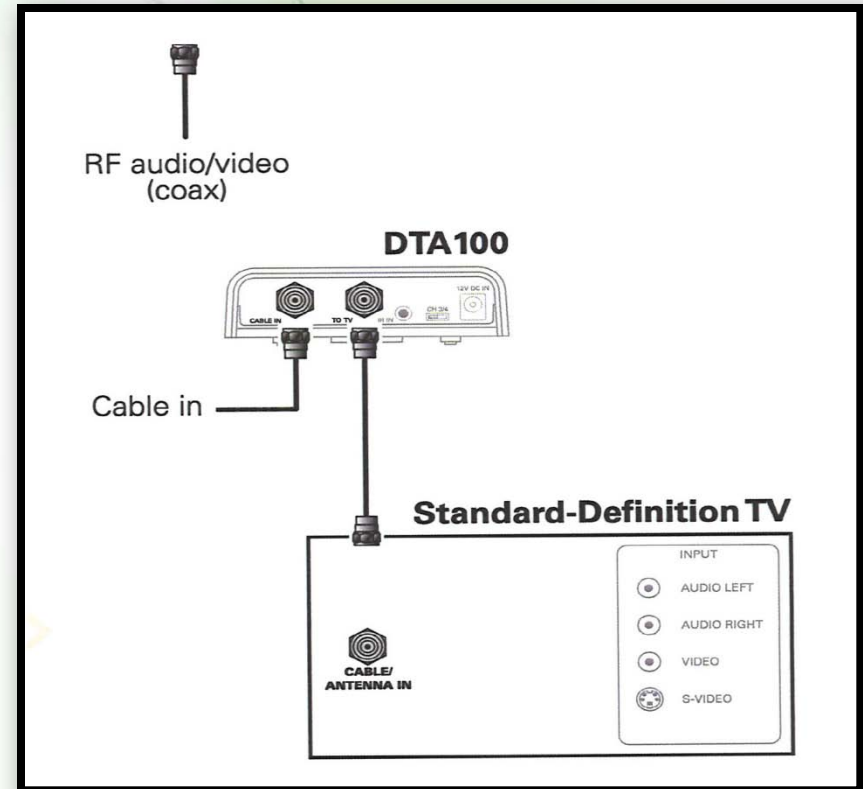 RF audio/video
(coax)
DTA100
12V DC IN
CABLE IN
TO TV
IR IN
CH 3/4
Cable in
Standard-Definition TV
INPUT
AUDIO LEFT
AUDIO RIGHT
VIDEO
S-VIDEO
CABLE/
ANTENNA IN